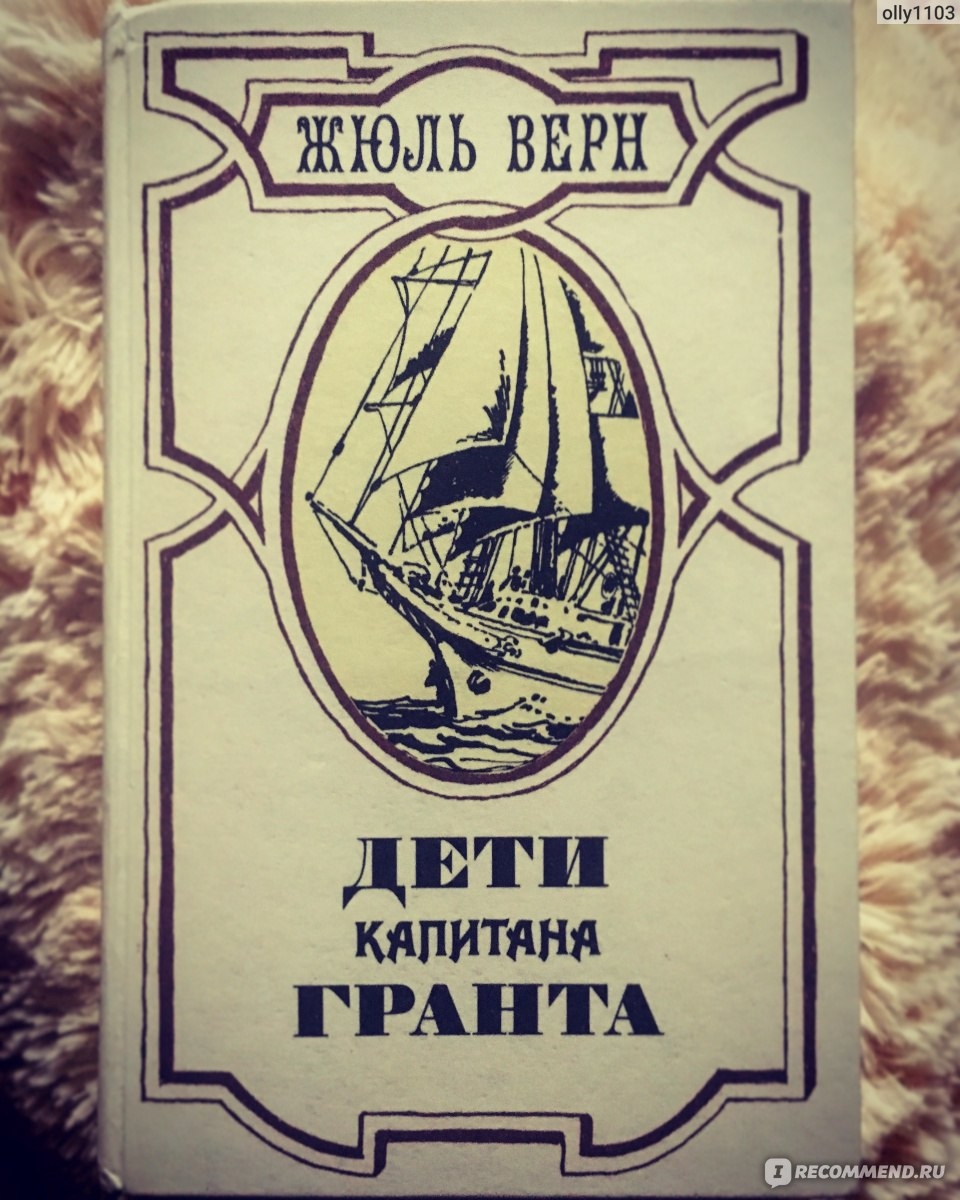 olly1103
ЖЮЛЬ ВЕРН
ДЕТИ
КАПИТАНА
ГРАНТА
I RECOMMEND.RU